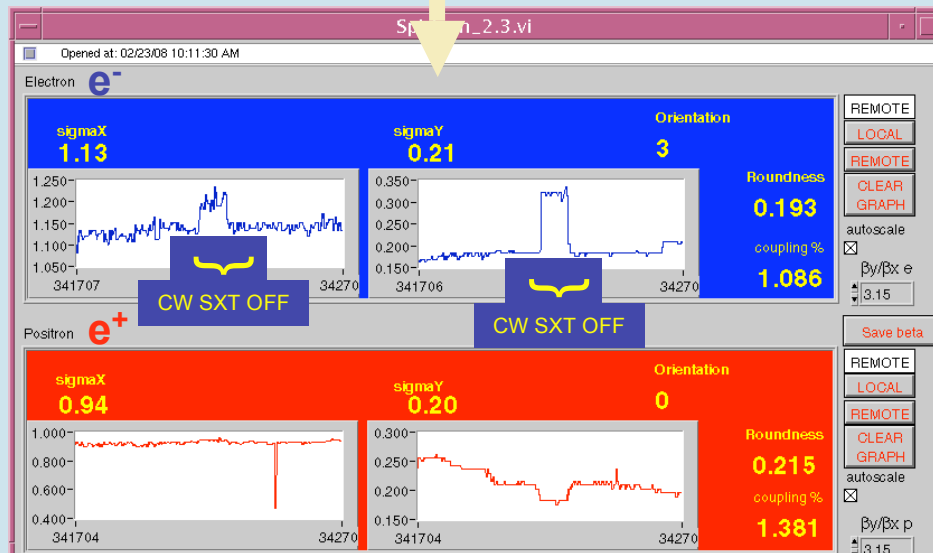 Opened at: 02/23/08 10:11:30 AM
Electron e-
sigmaX
1.13
sigmaY
0.21
Orientation
3
Roundness
0.193
coupling %
1.086
1.250
1.200
1.150
1.100
1.050
341707
34270
0.350
0.300
0.250
0.200
0.150
341706
34270
CW SXT OFF
CW SXT OFF
REMOTE
LOCAL
REMOTE
CLEAR
GRAPH
autoscale
βy/βx e
3.15
Save beta
Positron e+
sigmaX
0.94
sigmaY
0.20
Orientation
0
Roundness
0.215
coupling %
1.381
1.000
0.800
0.600
0.400
341704
34270
0.300
0.250
0.200
0.150
341704
34270
REMOTE
LOCAL
REMOTE
CLEAR
GRAPH
autoscale
βy/βx p
3.15